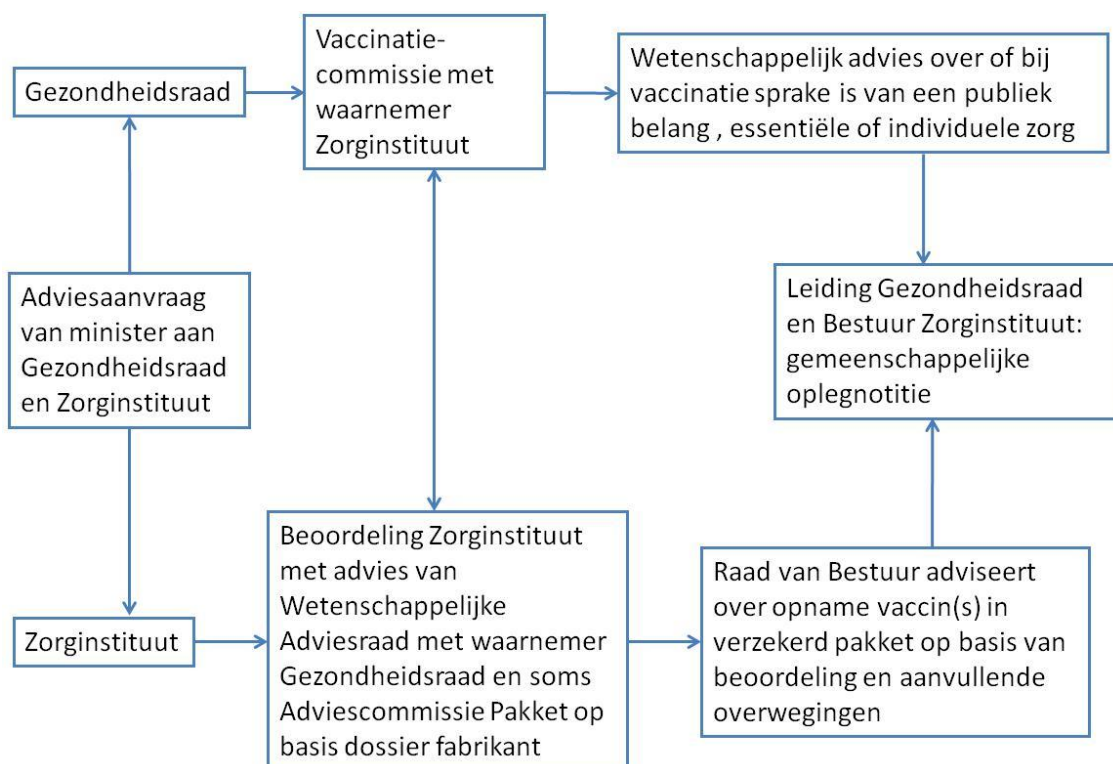 Gezondheidsraad
Vaccinatie-
commissie met
waarnemer
Zorginstituut
Wetenschappelijk advies over of bij
vaccinatie sprake is van een publiek
belang , essentiële of individuele zorg
Adviesaanvraag
van minister aan
Gezondheidsraad
en Zorginstituut
Leiding Gezondheidsraad
en Bestuur Zorginstituut:
gemeenschappelijke
oplegnotitie
Zorginstituut
Beoordeling Zorginstituut
met advies van
Wetenschappelijke
Adviesraad met waarnemer
Gezondheidsraad en soms
Adviescommissie Pakket op
basis dossier fabrikant
Raad van Bestuur adviseert
over opname vaccin(s) in
verzekerd pakket op basis van
beoordeling en aanvullende
overwegingen